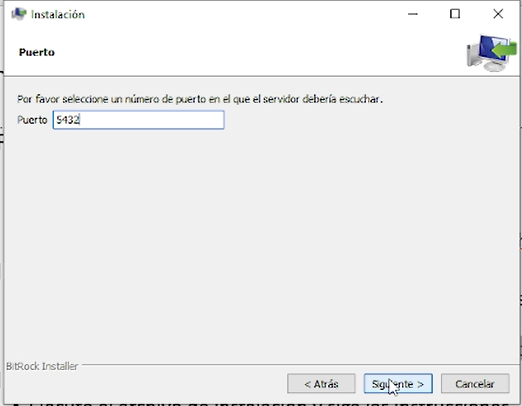 Instalación
Puerto
Por favor seleccione un número de puerto en el que el servidor debería escuchar.
Puerto 5432
BitRock Installer
< Atrás Siguiente > Cancelar